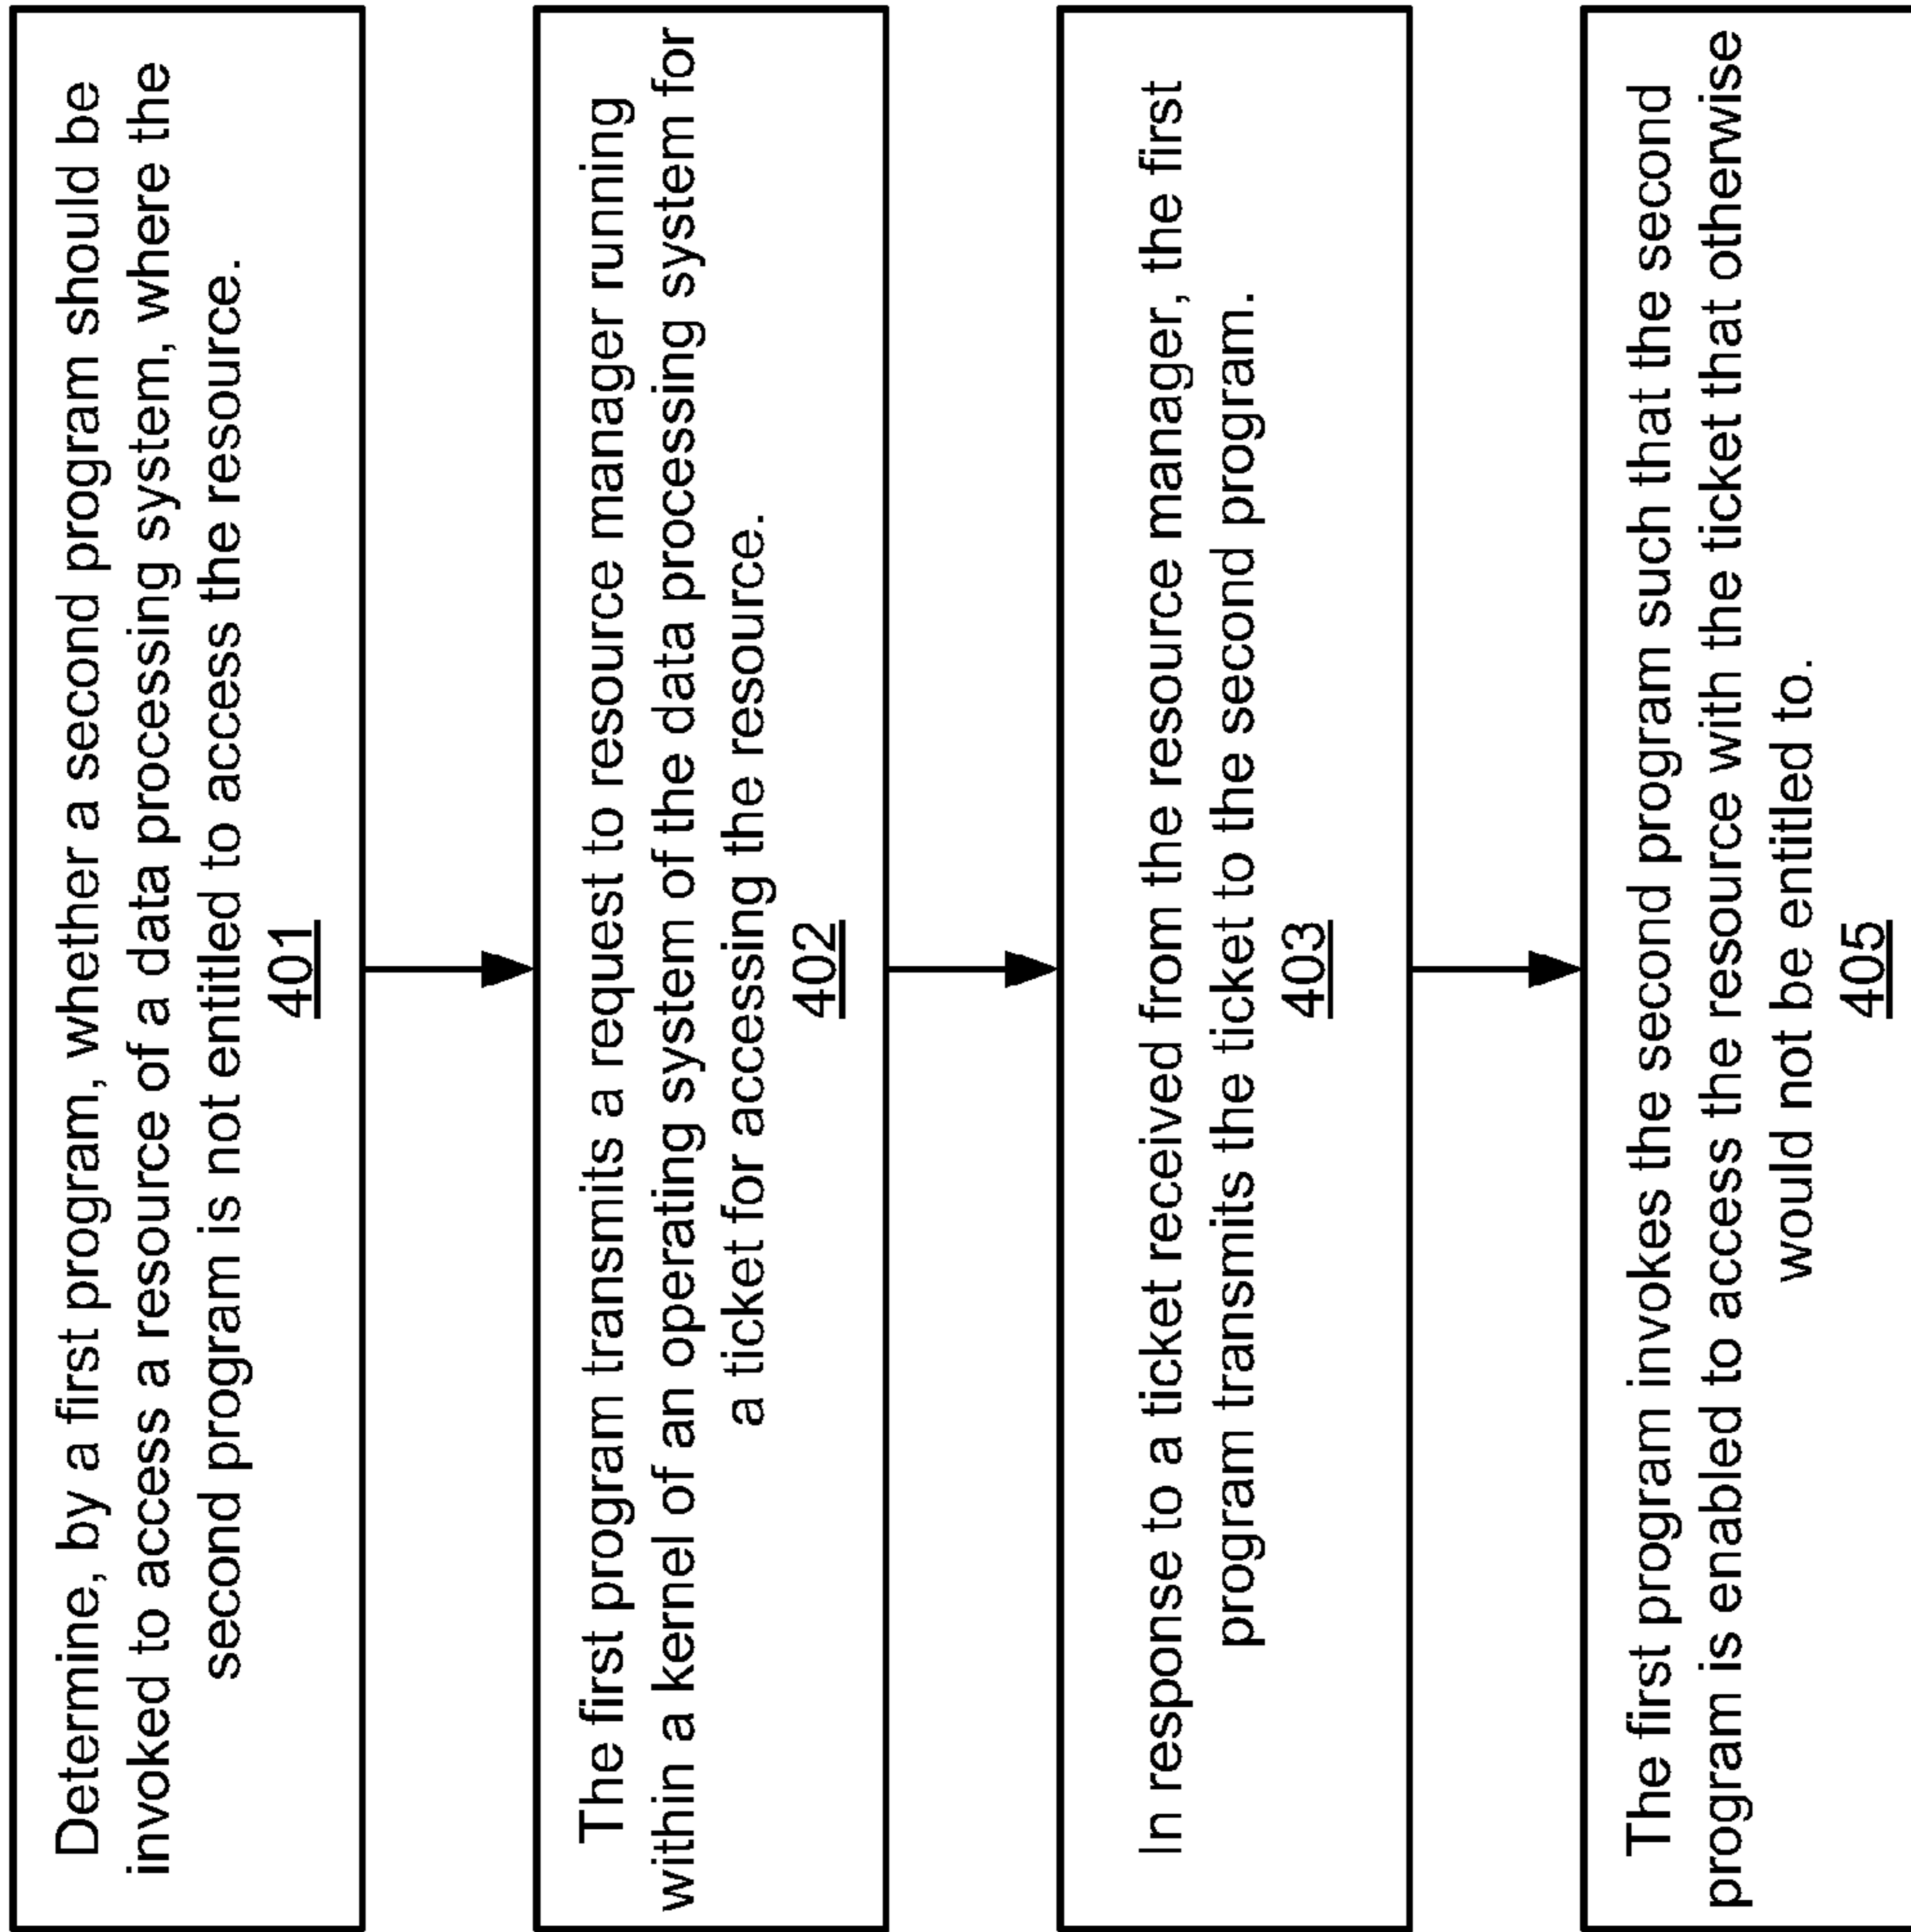 Determine, by a first program, whether a second program should be
invoked to access a resource of a data processing system, where the
second program is not entitled to access the resource.
401
The first program transmits a request to resource manager running
within a kernel of an operating system of the data processing system for
a ticket for accessing the resource.
402
In response to a ticket received from the resource manager, the first
program transmits the ticket to the second program.
403
The first program invokes the second program such that the second
program is enabled to access the resource with the ticket that otherwise
would not be entitled to.
405